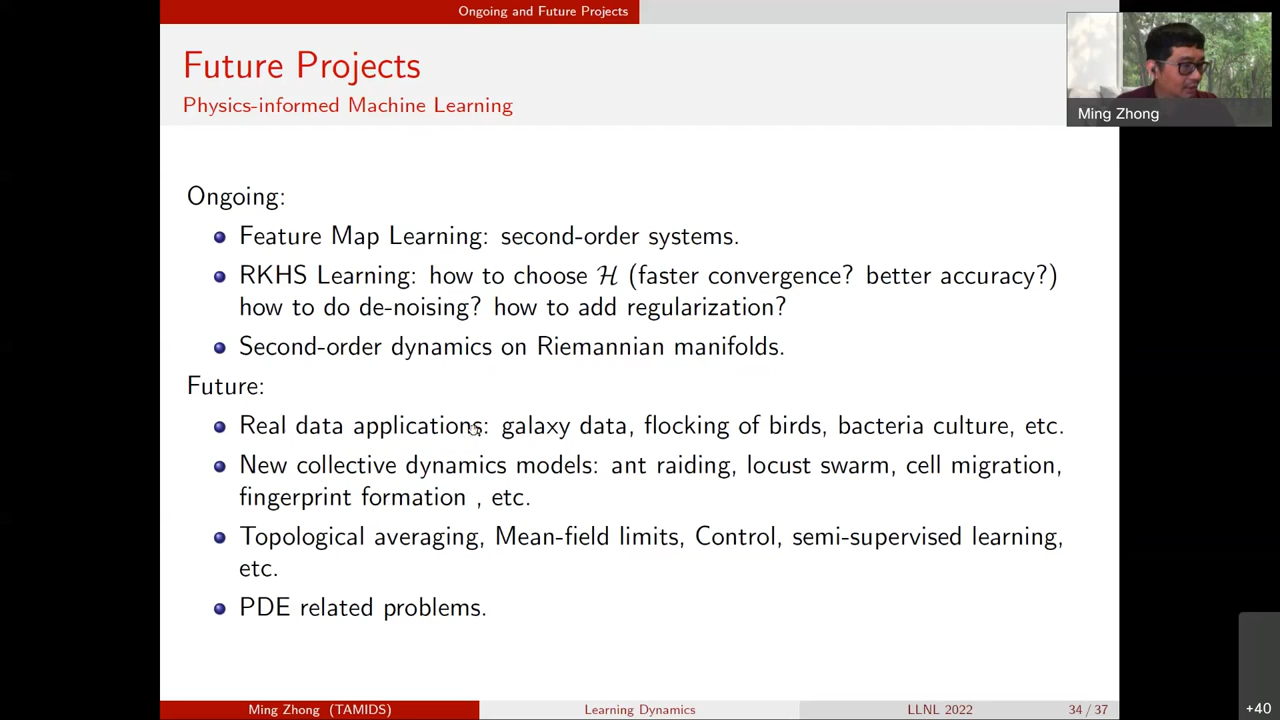 Ongoing and Future Projects
Future Projects
Physics-informed Machine Learning
Ming Zhong
Ongoing:
Feature Map Learning: second-order systems.
RKHS Learning: how to choose ℋ (faster convergence? better accuracy?)
how to do de-noising? how to add regularization?
Second-order dynamics on Riemannian manifolds.
Future:
Real data applications: galaxy data, flocking of birds, bacteria culture, etc.
New collective dynamics models: ant raiding, locust swarm, cell migration,
fingerprint formation , etc.
Topological averaging, Mean-field limits, Control, semi-supervised learning,
etc.
PDE related problems.
Ming Zhong (TAMIDS) Learning Dynamics LLNL 2022 34 / 37
+40